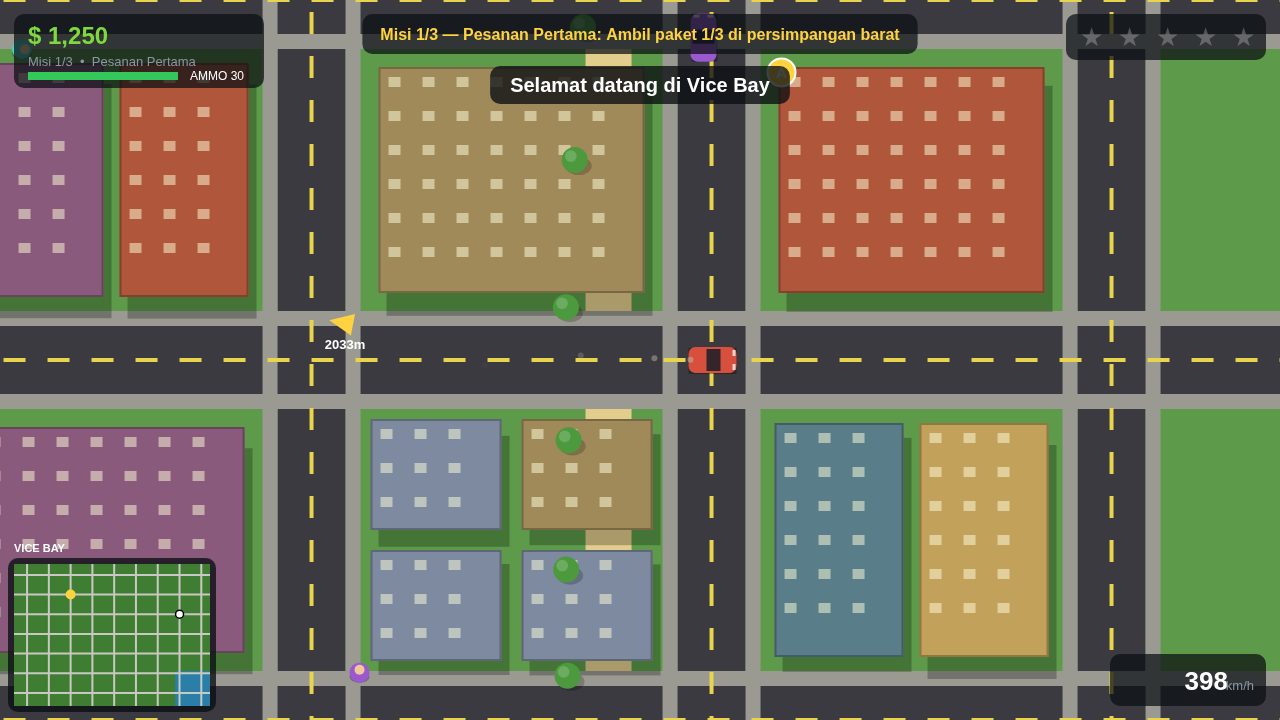 $ 1,250
Misi 1/3 • Pesanan Pertama
AMMO 30
Misi 1/3 — Pesanan Pertama: Ambil paket 1/3 di persimpangan barat
Selamat datang di Vice Bay
2033m
VICE BAY
398 km/h